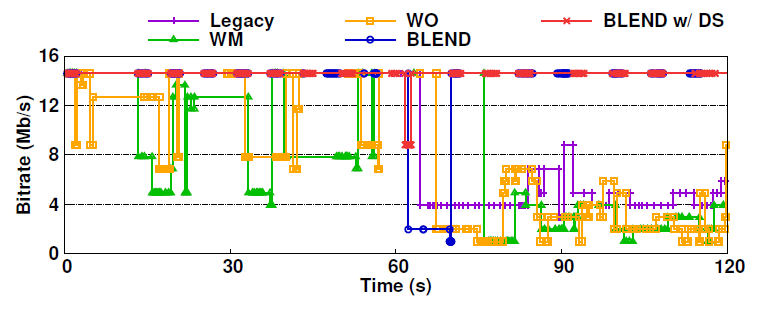 Legacy WO BLEND w/ DS
WM BLEND
16
12
8
4
0
Bitrate (Mb/s)
0 30 60 90 120
Time (s)